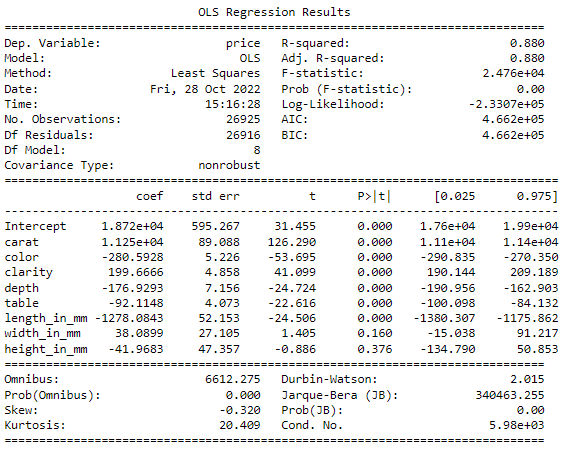 OLS Regression Results
==============================================================================
Dep. Variable: price R-squared: 0.880
Model: OLS Adj. R-squared: 0.880
Method: Least Squares F-statistic: 2.476e+04
Date: Fri, 28 Oct 2022 Prob (F-statistic): 0.00
Time: 15:16:28 Log-Likelihood: -2.3307e+05
No. Observations: 26925 AIC: 4.662e+05
Df Residuals: 26916 BIC: 4.662e+05
Df Model: 8
Covariance Type: nonrobust
================================================================================
coef std err t P>|t| [0.025 0.975]
--------------------------------------------------------------------------------
Intercept 1.872e+04 595.267 31.455 0.000 1.76e+04 1.99e+04
carat 1.125e+04 89.088 126.290 0.000 1.11e+04 1.14e+04
color -280.5928 5.226 -53.695 0.000 -290.835 -270.350
clarity 199.6666 4.858 41.099 0.000 190.144 209.189
depth -176.9293 7.156 -24.724 0.000 -190.956 -162.903
table -92.1148 4.073 -22.616 0.000 -100.098 -84.132
length_in_mm -1278.0843 52.153 -24.506 0.000 -1380.307 -1175.862
width_in_mm 38.0899 27.105 1.405 0.160 -15.038 91.217
height_in_mm -41.9683 47.357 -0.886 0.376 -134.790 50.853
==============================================================================
Omnibus: 6612.275 Durbin-Watson: 2.015
Prob(Omnibus): 0.000 Jarque-Bera (JB): 340463.255
Skew: -0.320 Prob(JB): 0.00
Kurtosis: 20.409 Cond. No. 5.98e+03
==============================================================================